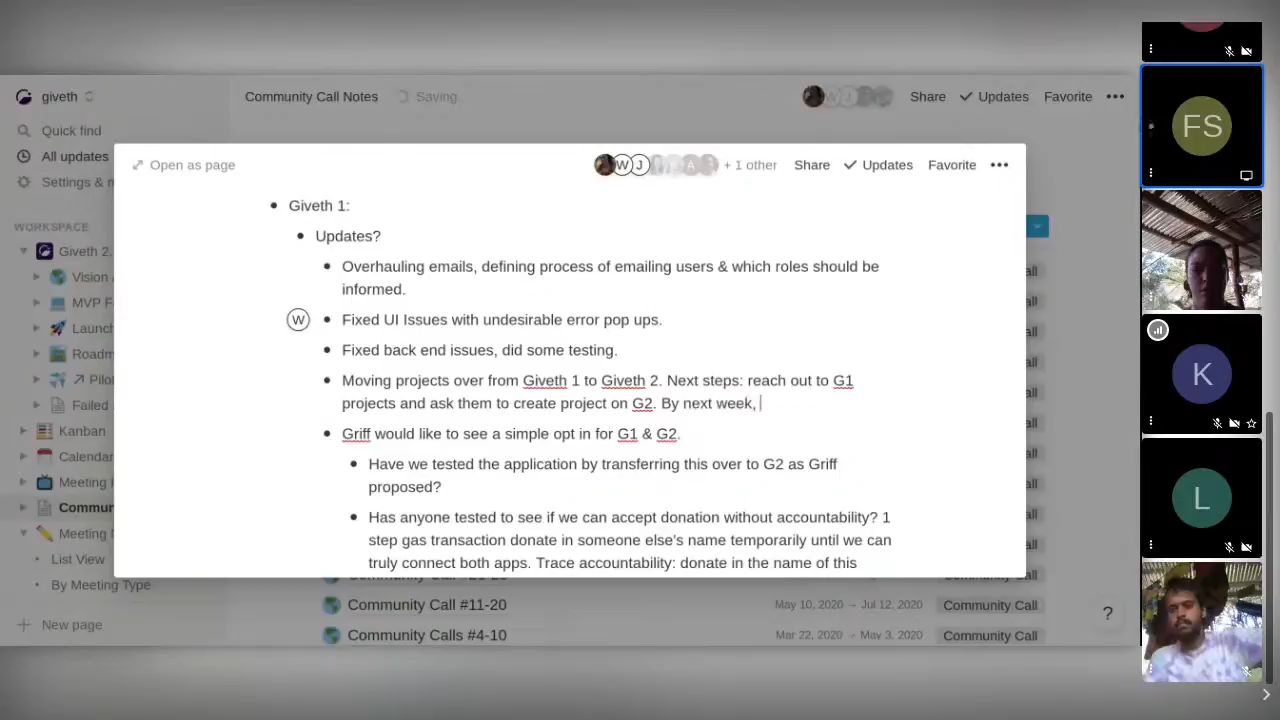 giveth
Community Call Notes
Saving
Share
Updates
Favorite
Quick find
All updates
Settings & m
WORKSPACE
Giveth 2.
Vision
MVP F
Launch
Roadm
Pilo
Failed
Kanban
Calendar
Meeting
Commun
Meeting
List View
By Meeting Type
New page
Open as page
W J A + 1 other
Share
Updates
Favorite
Giveth 1:
Updates?
Overhauling emails, defining process of emailing users & which roles should be
informed.
W
Fixed UI Issues with undesirable error pop ups.
Fixed back end issues, did some testing.
Moving projects over from Giveth 1 to Giveth 2. Next steps: reach out to G1
projects and ask them to create project on G2. By next week,
Griff would like to see a simple opt in for G1 & G2.
Have we tested the application by transferring this over to G2 as Griff
proposed?
Has anyone tested to see if we can accept donation without accountability? 1
step gas transaction donate in someone else's name temporarily until we can
truly connect both apps. Trace accountability: donate in the name of this
Community Call #11-20
May 10, 2020 → Jul 12, 2020
Community Call
Community Calls #4-10
Mar 22, 2020 → May 3, 2020
Community Call
?
FS
K
L